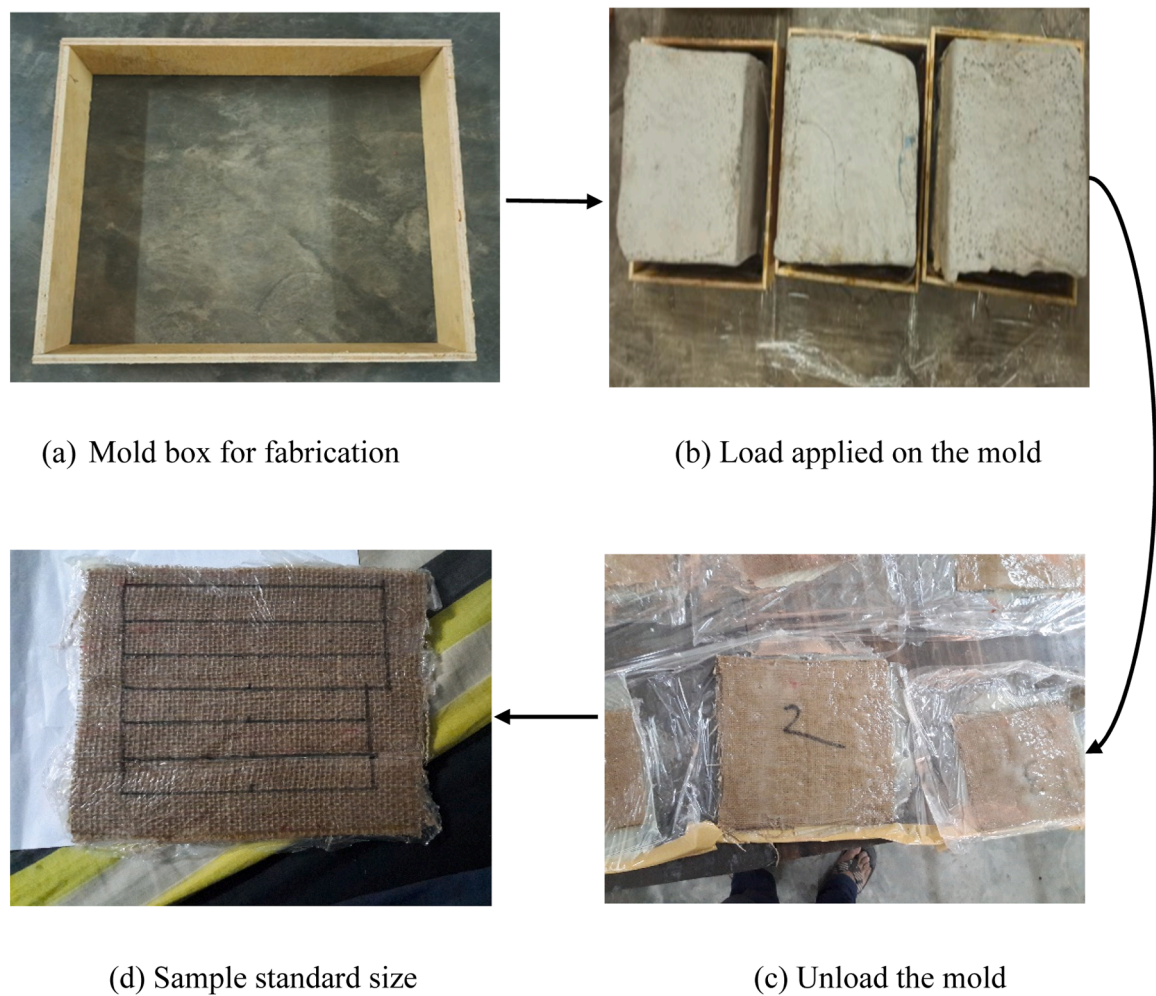 (a) Mold box for fabrication
(b) Load applied on the mold
2
(d) Sample standard size
(c) Unload the mold